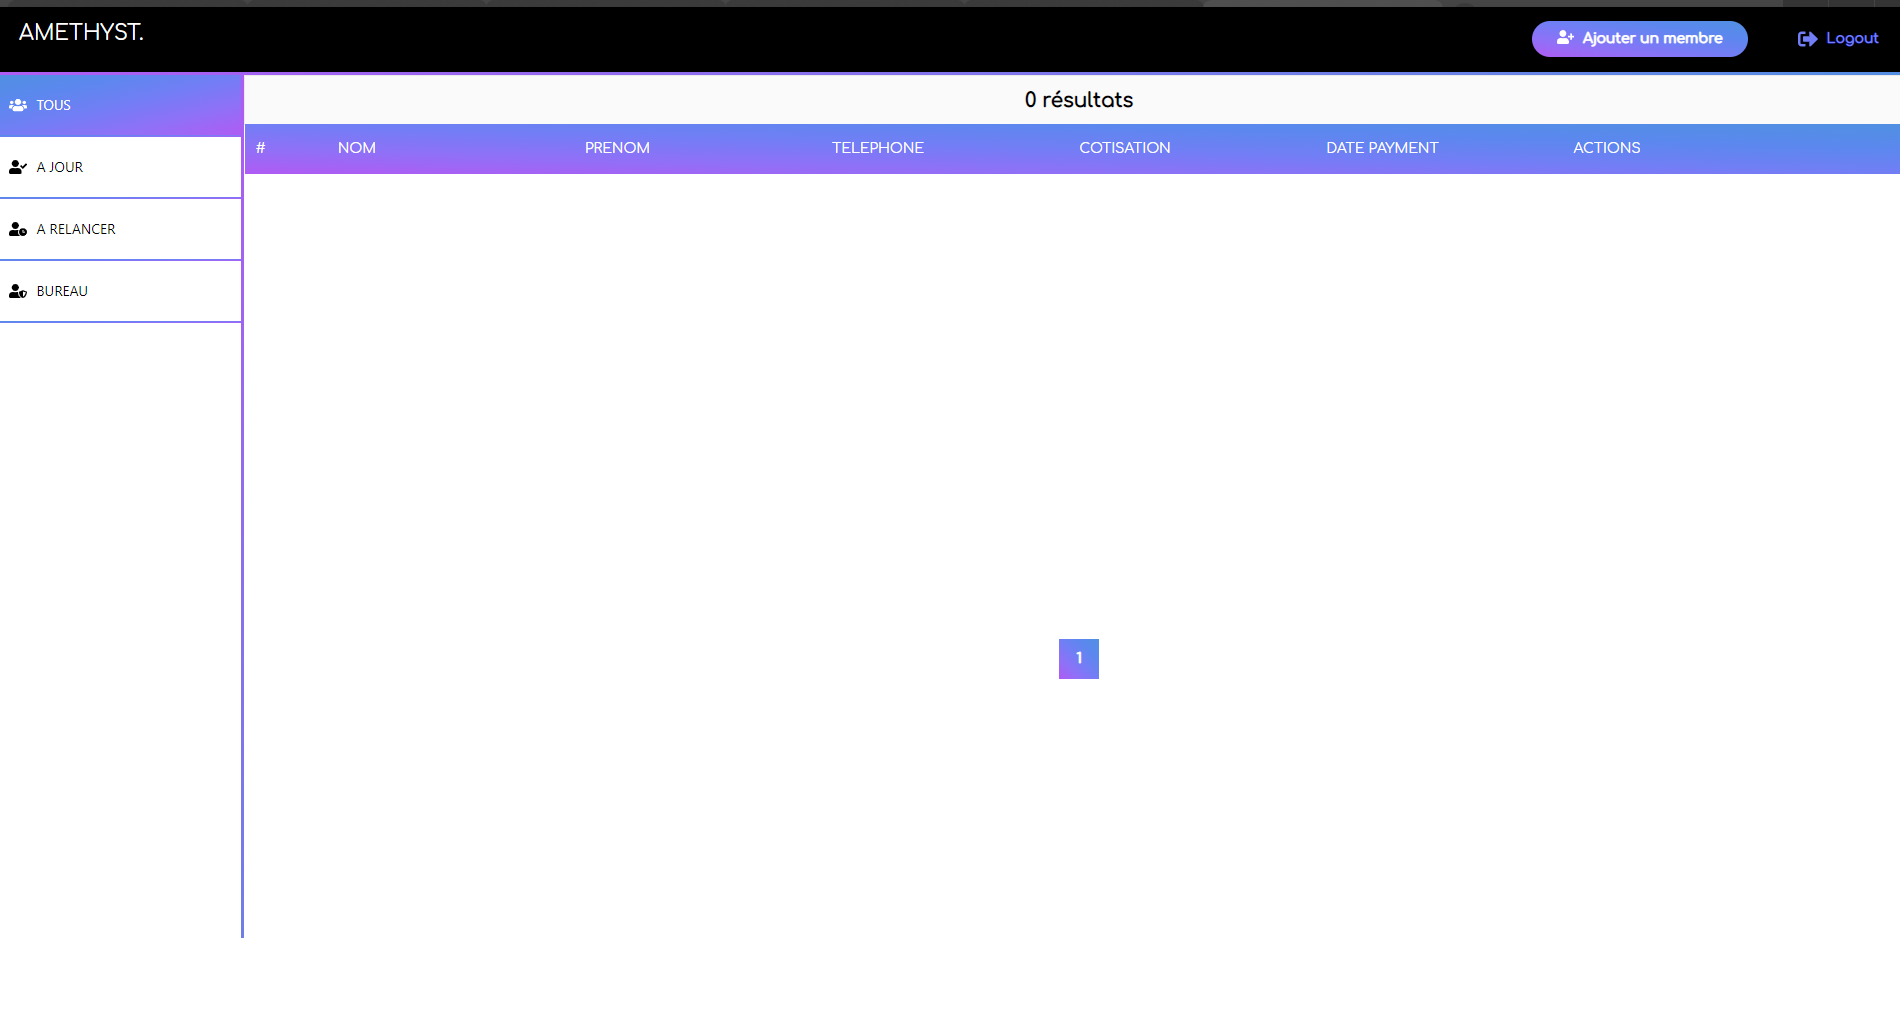 AMETHYST.
Ajouter un membre
Logout
TOUS
A JOUR
A RELANCER
BUREAU
0 résultats
# NOM PRENOM TELEPHONE COTISATION DATE PAYMENT ACTIONS
1